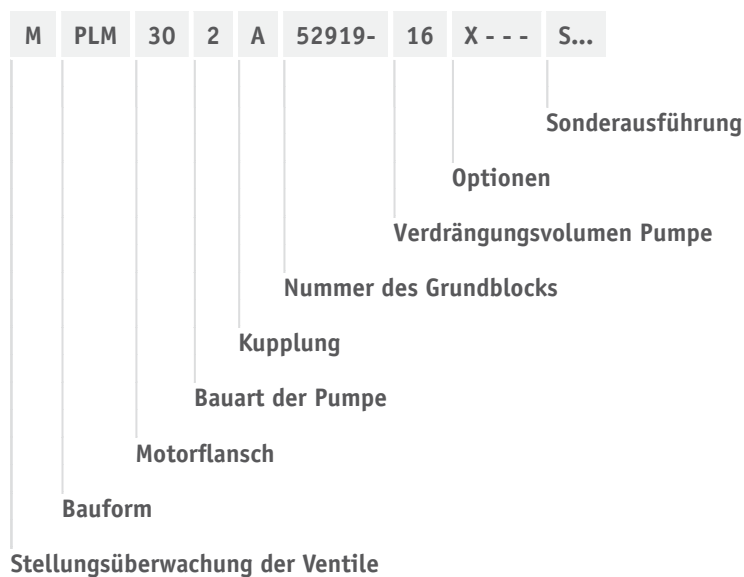 M PLM 30 2 A 52919- 16 X - - - S...
Sonderausführung
Optionen
Verdrängungsvolumen Pumpe
Nummer des Grundblocks
Kupplung
Bauart der Pumpe
Motorflansch
Bauform
Stellungsüberwachung der Ventile